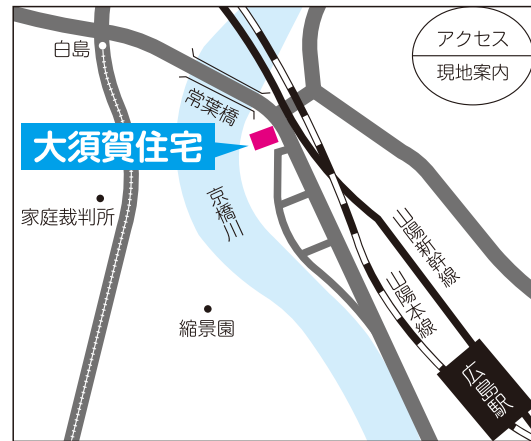 アクセス
現地案内
白島
常葉橋
大須賀住宅
家庭裁判所
京橋川
山陽新幹線
山陽本線
縮景園
広島駅